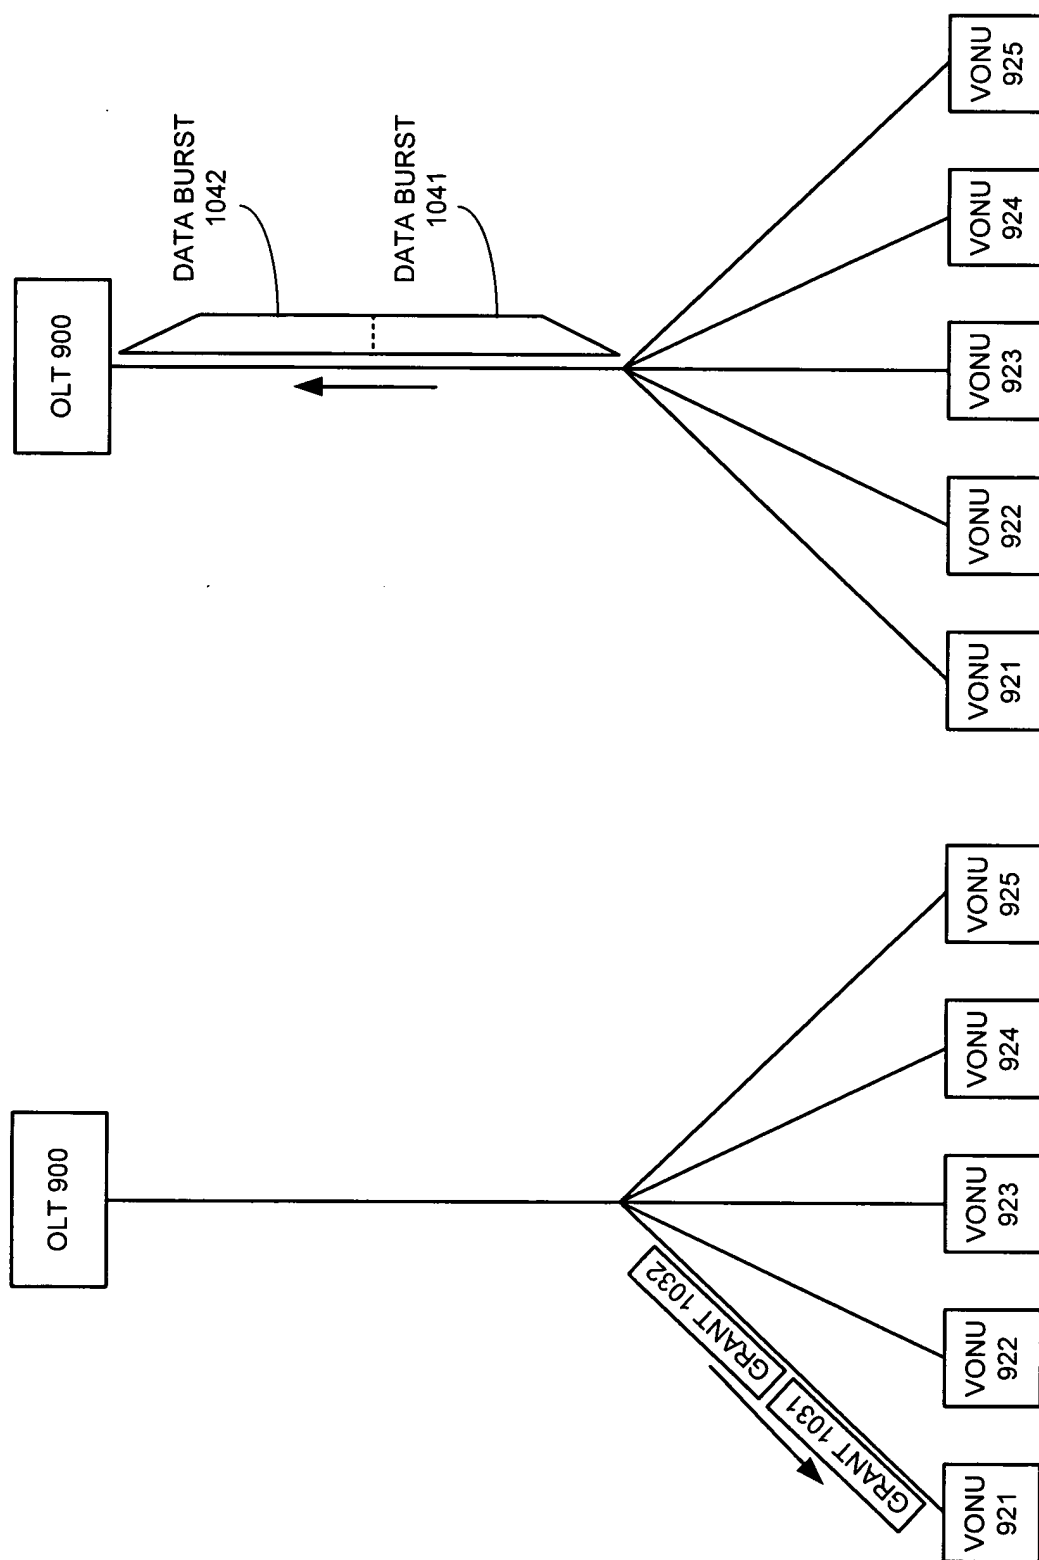 OLT 900
GRANT 1032
GRANT 1031
VONU
921
VONU
922
VONU
923
VONU
924
VONU
925
OLT 900
DATA BURST
1042
DATA BURST
1041
VONU
921
VONU
922
VONU
923
VONU
924
VONU
925